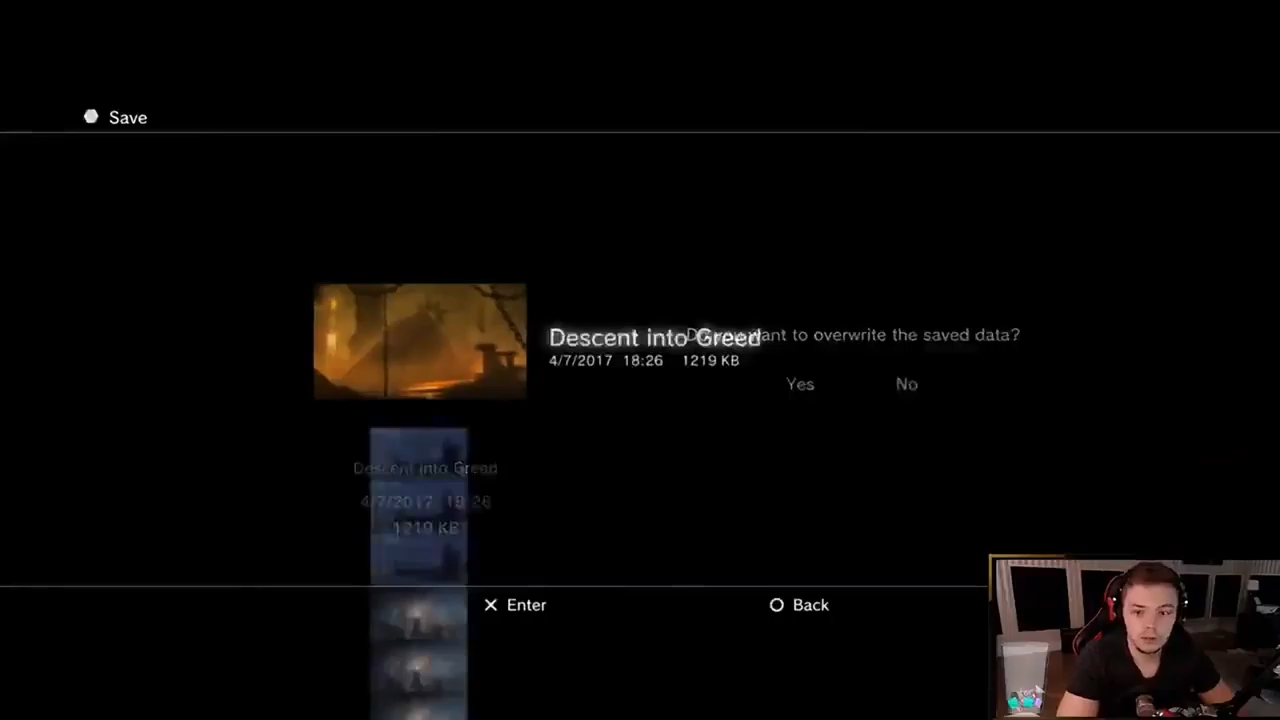 Save
Descent into Greed
4/7/2017 18:26 1219 KB
want to overwrite the saved data?
Yes No
Descent into Greed
4/7/2017 18:26
1219 KB
Enter Back